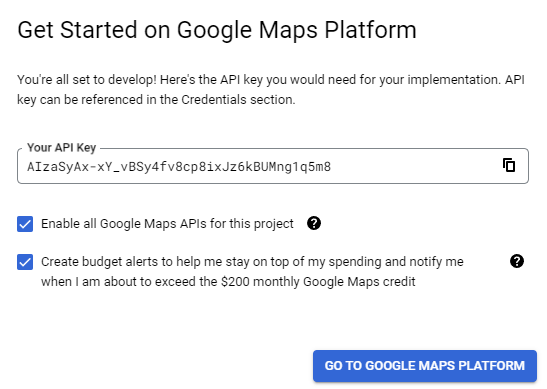 Get Started on Google Maps Platform
You're all set to develop! Here's the API key you would need for your implementation. API
key can be referenced in the Credentials section.
Your API Key
AIzaSyAx-xY_vBSy4fv8cp8ixJz6kBUMng1q5m8
Enable all Google Maps APIs for this project
Create budget alerts to help me stay on top of my spending and notify me
when I am about to exceed the $200 monthly Google Maps credit
GO TO GOOGLE MAPS PLATFORM